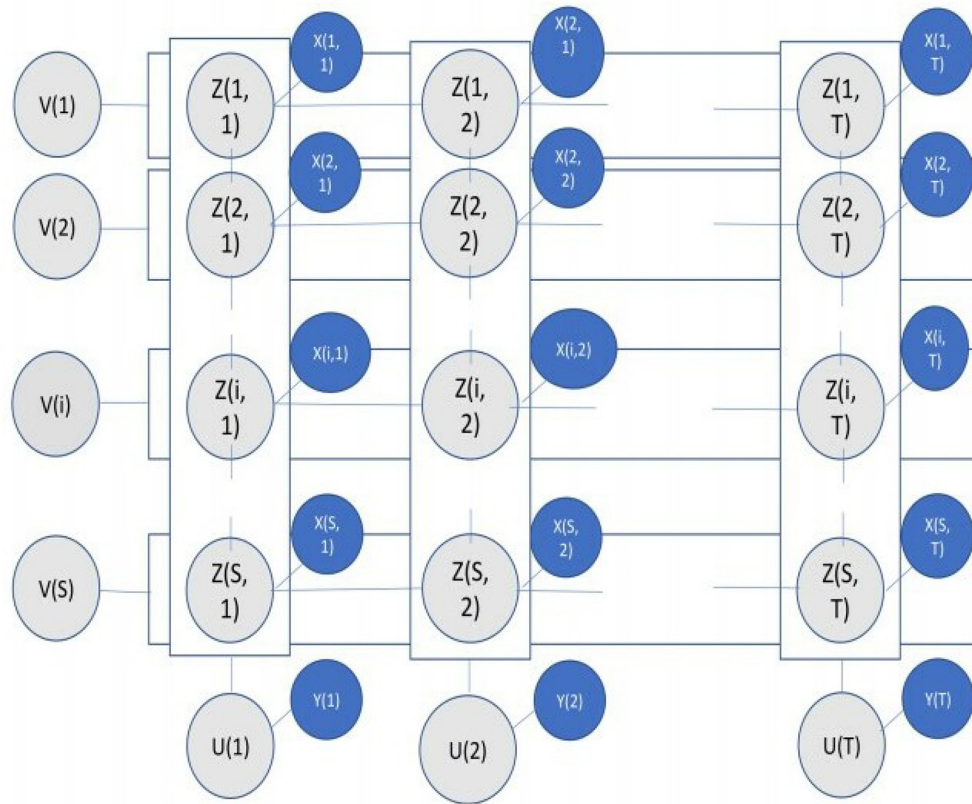 X(1,
1)
X(2,
1)
X(1,
T)
V(1)
Z(1,
1)
Z(1,
2)
Z(1,
T)
X(2,
1)
X(2,
2)
X(2,
T)
V(2)
Z(2,
1)
Z(2,
2)
Z(2,
T)
X(i,1)
X(i,2)
X(i,
T)
V(i)
Z(i,
1)
Z(i,
2)
Z(i,
T)
X(S,
1)
X(S,
2)
X(S,
T)
V(S)
Z(S,
1)
Z(S,
2)
Z(S,
T)
Y(1)
Y(2)
Y(T)
U(1)
U(2)
U(T)